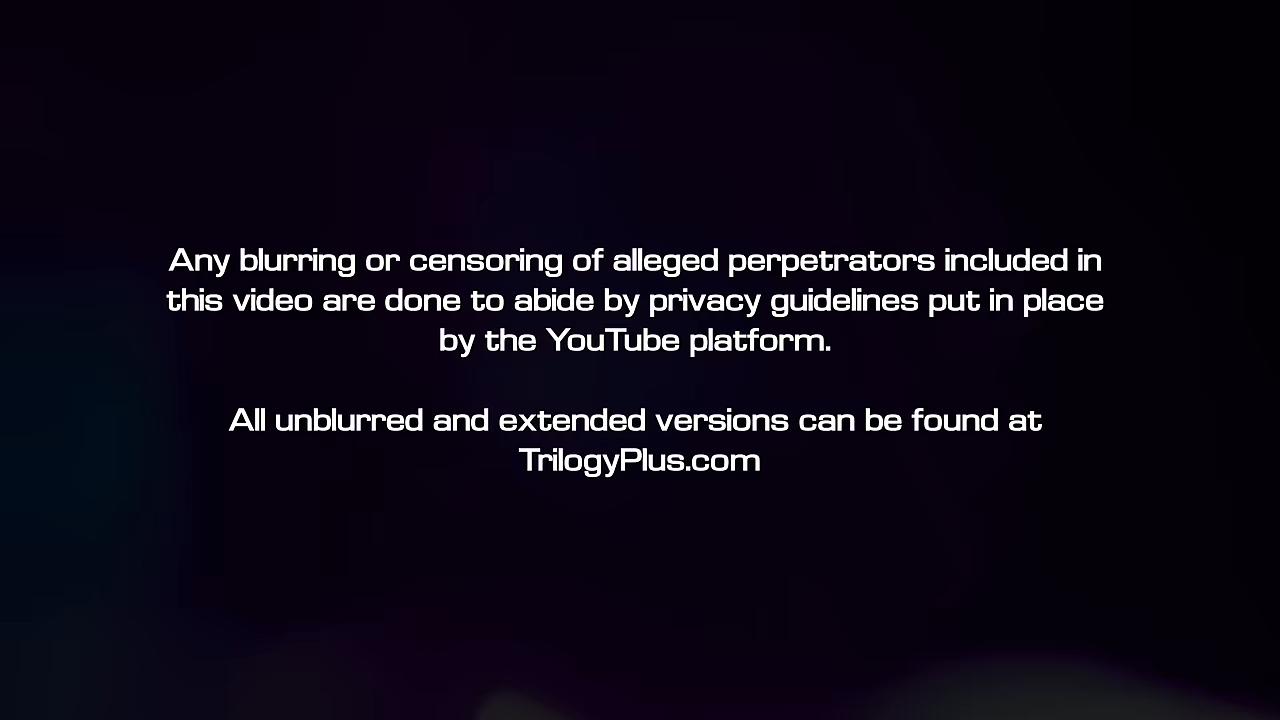 Any blurring or censoring of alleged perpetrators included in
this video are done to abide by privacy guidelines put in place
by the YouTube platform.
All unblurred and extended versions can be found at
TrilogyPlus.com